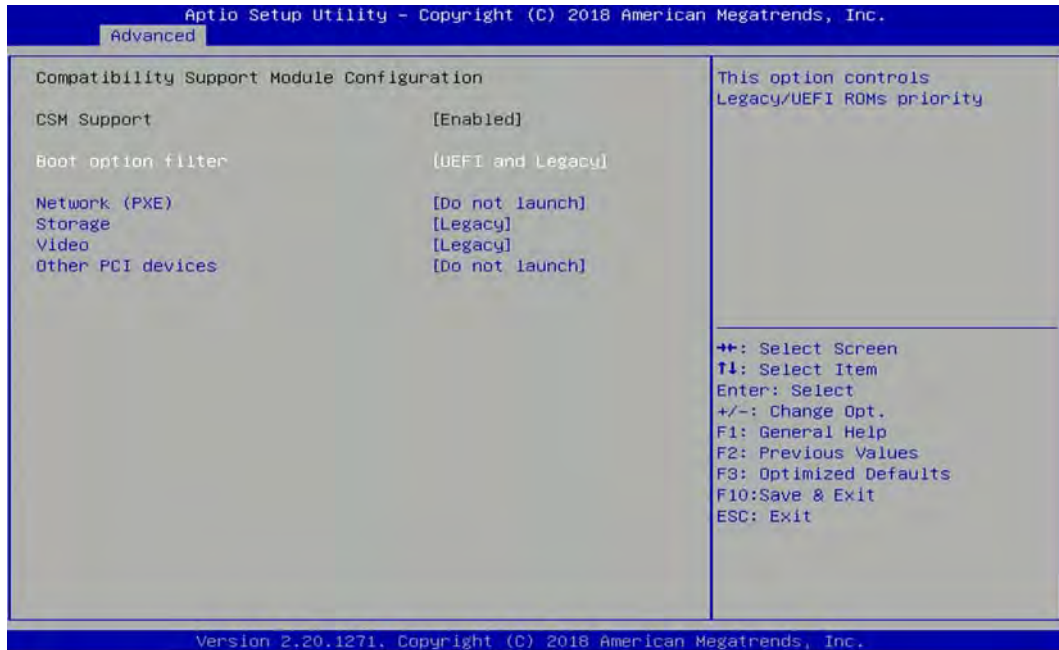 Aptio Setup Utility – Copyright (C) 2018 American Megatrends, Inc.
Advanced
Compatibility Support Module Configuration
CSM Support [Enabled]
Boot option filter [UEFI and Legacy]
Network (PXE) [Do not launch]
Storage [Legacy]
Video [Legacy]
Other PCI devices [Do not launch]
This option controls
Legacy/UEFI ROMs priority
→←: Select Screen
↑↓: Select Item
Enter: Select
+/-: Change Opt.
F1: General Help
F2: Previous Values
F3: Optimized Defaults
F10:Save & Exit
ESC: Exit
Version 2.20.1271. Copyright (C) 2018 American Megatrends, Inc.